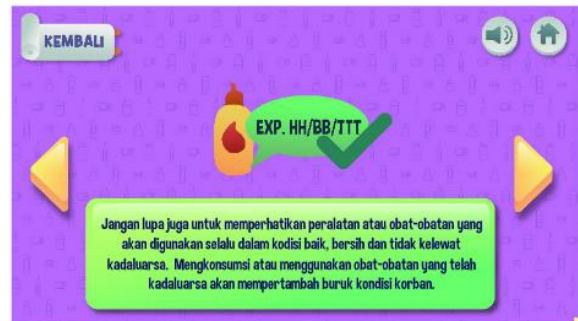 KEMBALI
EXP. HH/BB/TTT
Jangan lupa juga untuk memperhatikan peralatan atau obat-obatan yang
akan digunakan selalu dalam kodisi baik, bersih dan tidak kelewat
kadaluarsa. Mengkonsumsi atau menggunakan obat-obatan yang telah
kadaluarsa akan mempertambah buruk kondisi korban.